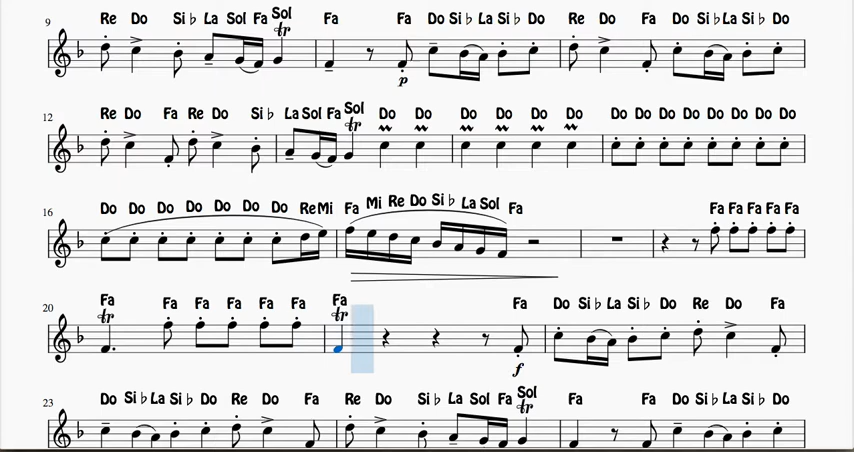 9
Re Do Si ♭ La Sol Fa Sol Fa Fa Do Si ♭ La Si ♭ Do Re Do Fa Do Si ♭ La Si ♭ Do
tr
p
12
Re Do Fa Re Do Si ♭ La Sol Fa Sol Do Do Do Do Do Do Do Do Do Do Do Do Do Do
tr
16
Do Do Do Do Do Do Do Re Mi Fa Mi Re Do Si ♭ La Sol Fa Fa Fa Fa Fa Fa
20
Fa Fa Fa Fa Fa Fa Fa Fa Do Si ♭ La Si ♭ Do Re Do Fa
tr tr
f
23
Do Si ♭ La Si ♭ Do Re Do Fa Re Do Si ♭ La Sol Fa Sol Fa Fa Do Si ♭ La Si ♭ Do
tr